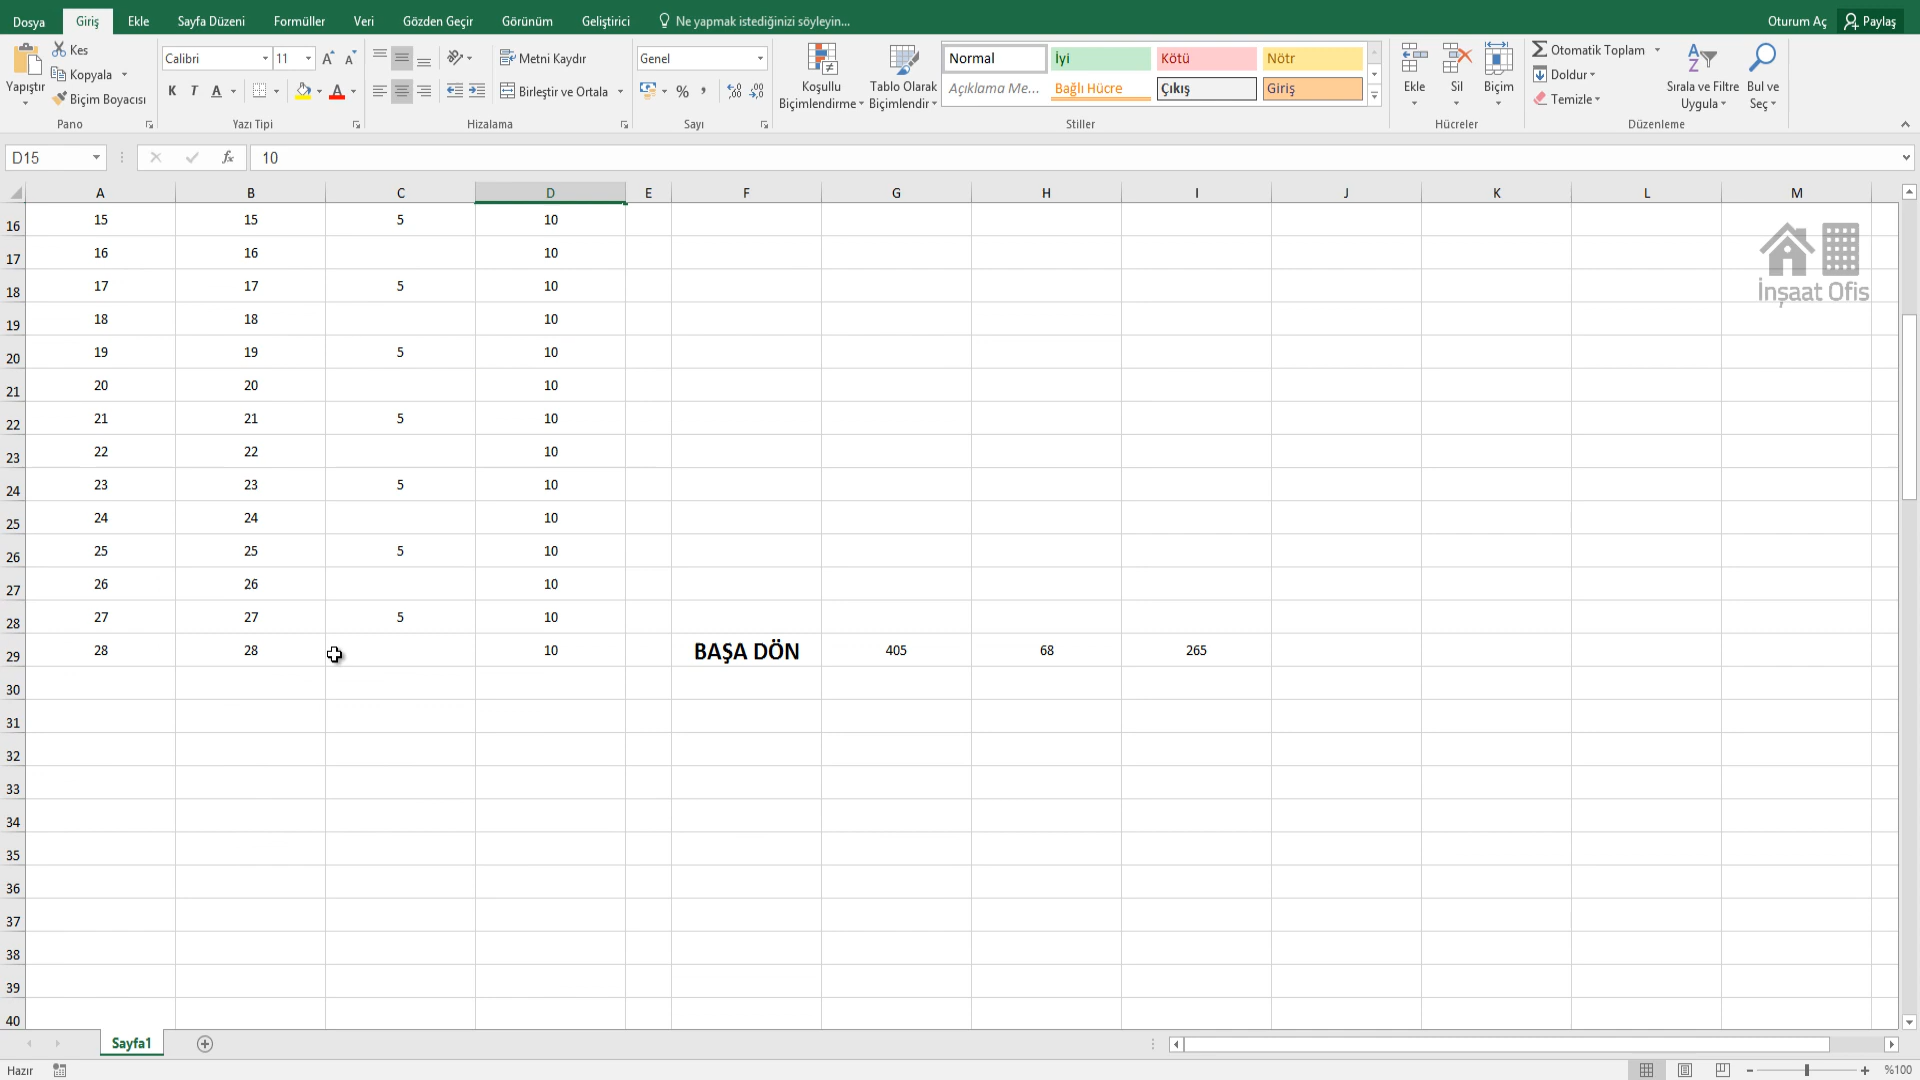 Dosya Giriş Ekle Sayfa Düzeni Formüller Veri Gözden Geçir Görünüm Geliştirici Ne yapmak istediğinizi söyleyin... Oturum Aç Paylaş
Yapıştır Kes Kopyala Biçim Boyacısı
Pano
Calibri 11
K T A
Yazı Tipi
Metni Kaydır
Birleştir ve Ortala
Hizalama
Genel
Sayı
Koşullu Biçimlendirme
Tablo Olarak Biçimlendir
Normal İyi Kötü Nötr
Açıklama Me... Bağlı Hücre Çıkış Giriş
Stiller
Ekle Sil Biçim
Hücreler
Otomatik Toplam
Doldur
Temizle
Sırala ve Filtre Uygula
Bul ve Seç
Düzenleme
D15 fx 10
A B C D E F G H I J K L M
16 15 15 5 10
17 16 16 10
18 17 17 5 10
19 18 18 10
20 19 19 5 10
21 20 20 10
22 21 21 5 10
23 22 22 10
24 23 23 5 10
25 24 24 10
26 25 25 5 10
27 26 26 10
28 27 27 5 10
29 28 28 10 BAŞA DÖN 405 68 265
30
31
32
33
34
35
36
37
38
39
40
İnşaat Ofis
Sayfa1
Hazır %100